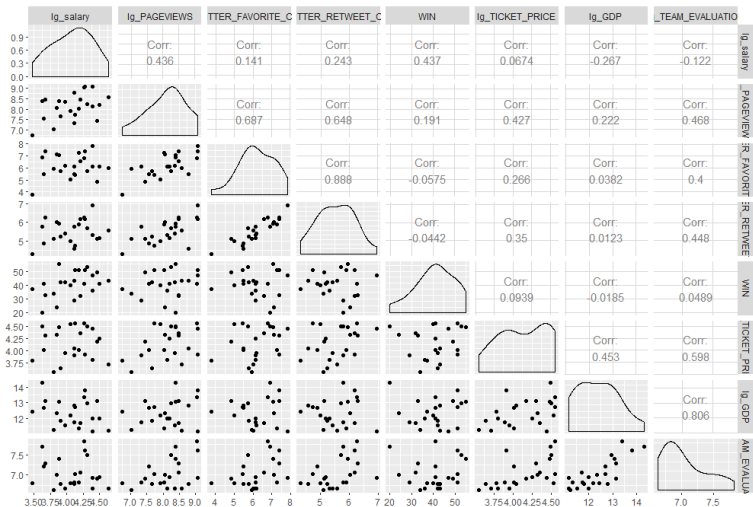 lg_salary lg_PAGEVIEWS TTER_FAVORITE_C TTER_RETWEET_C WIN lg_TICKET_PRICE lg_GDP _TEAM_EVALUATIO
0.9 0.6 0.3 0.0 Corr: 0.436 Corr: 0.141 Corr: 0.243 Corr: 0.437 Corr: 0.0674 Corr: -0.267 Corr: -0.122 lg_salary
9.0 8.5 8.0 7.5 7.0 Corr: 0.687 Corr: 0.648 Corr: 0.191 Corr: 0.427 Corr: 0.222 Corr: 0.468 _PAGEVIEW
8 7 6 5 4 Corr: 0.888 Corr: -0.0575 Corr: 0.266 Corr: 0.0382 Corr: 0.4 ER_FAVORIT
7 6 5 Corr: -0.0442 Corr: 0.35 Corr: 0.0123 Corr: 0.448 ER_RETWEE
50 40 30 20 Corr: 0.0939 Corr: -0.0185 Corr: 0.0489 WIN
4.50 4.25 4.00 3.75 Corr: 0.453 Corr: 0.598 TICKET_PRI
14 13 12 Corr: 0.806 lg_GDP
7.5 7.0 AM_EVALUA
3.50 3.75 4.00 4.25 4.50 7.0 7.5 8.0 8.5 9.0 4 5 6 7 8 5 6 7 20 30 40 50 3.75 4.00 4.25 4.50 12 13 14 7.0 7.5